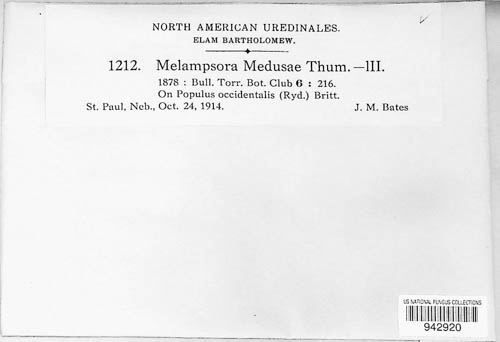 NORTH AMERICAN UREDINALES.
ELAM BARTHOLOMEW.
1212. Melampsora Medusae Thum.—III.
1878 : Bull. Torr. Bot. Club 6 : 216.
On Populus occidentalis (Ryd.) Britt.
St. Paul, Neb., Oct. 24, 1914. J. M. Bates
US NATIONAL FUNGUS COLLECTIONS
942920